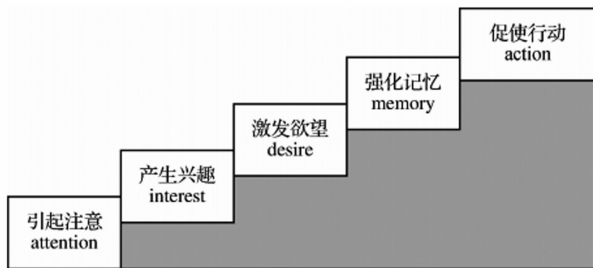 引起注意
attention
产生兴趣
interest
激发欲望
desire
强化记忆
memory
促使行动
action